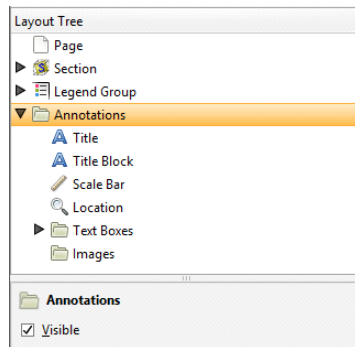 Layout Tree
Page
Section
Legend Group
Annotations
Title
Title Block
Scale Bar
Location
Text Boxes
Images
Annotations
Visible